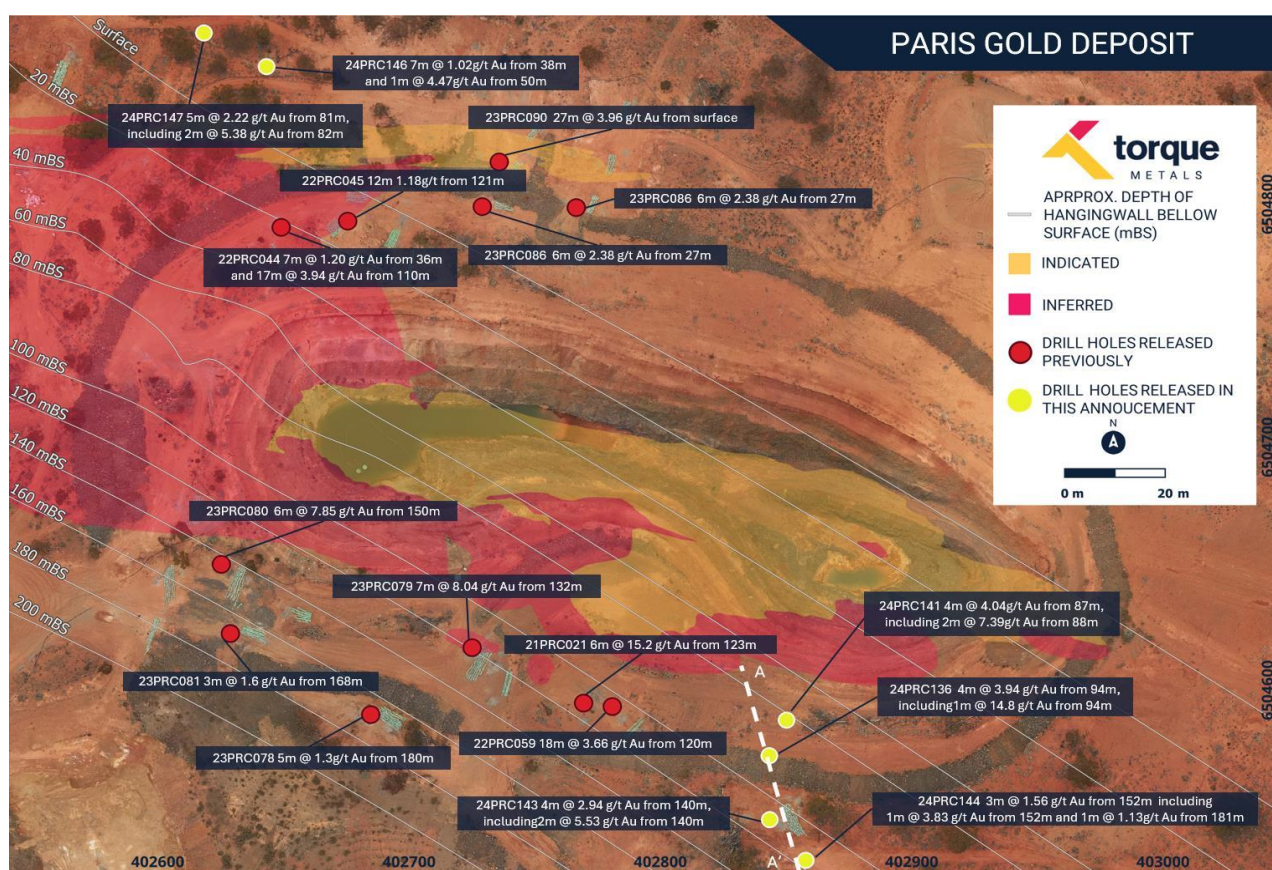 PARIS GOLD DEPOSIT
Surface
20 mBS
40 mBS
60 mBS
80 mBS
100 mBS
120 mBS
140 mBS
160 mBS
180 mBS
200 mBS
24PRC146 7m @ 1.02g/t Au from 38m
and 1m @ 4.47g/t Au from 50m
24PRC147 5m @ 2.22 g/t Au from 81m,
including 2m @ 5.38 g/t Au from 82m
23PRC090 27m @ 3.96 g/t Au from surface
22PRC045 12m 1.18g/t from 121m
23PRC086 6m @ 2.38 g/t Au from 27m
22PRC044 7m @ 1.20 g/t Au from 36m
and 17m @ 3.94 g/t Au from 110m
23PRC086 6m @ 2.38 g/t Au from 27m
torque
METALS
APRPROX. DEPTH OF
HANGINGWALL BELLOW
SURFACE (mBS)
INDICATED
INFERRED
DRILL HOLES RELEASED
PREVIOUSLY
DRILL HOLES RELEASED IN
THIS ANNOUCEMENT
N
A
0 m
20 m
6504800
6504700
6504600
23PRC080 6m @ 7.85 g/t Au from 150m
23PRC079 7m @ 8.04 g/t Au from 132m
24PRC141 4m @ 4.04g/t Au from 87m,
including 2m @ 7.39g/t Au from 88m
21PRC021 6m @ 15.2 g/t Au from 123m
23PRC081 3m @ 1.6 g/t Au from 168m
A
24PRC136 4m @ 3.94 g/t Au from 94m,
including1m @ 14.8 g/t Au from 94m
23PRC078 5m @ 1.3g/t Au from 180m
22PRC059 18m @ 3.66 g/t Au from 120m
24PRC143 4m @ 2.94 g/t Au from 140m,
including2m @ 5.53 g/t Au from 140m
24PRC144 3m @ 1.56 g/t Au from 152m including
1m @ 3.83 g/t Au from 152m and 1m @ 1.13g/t Au from 181m
A'
402600
402700
402800
402900
403000